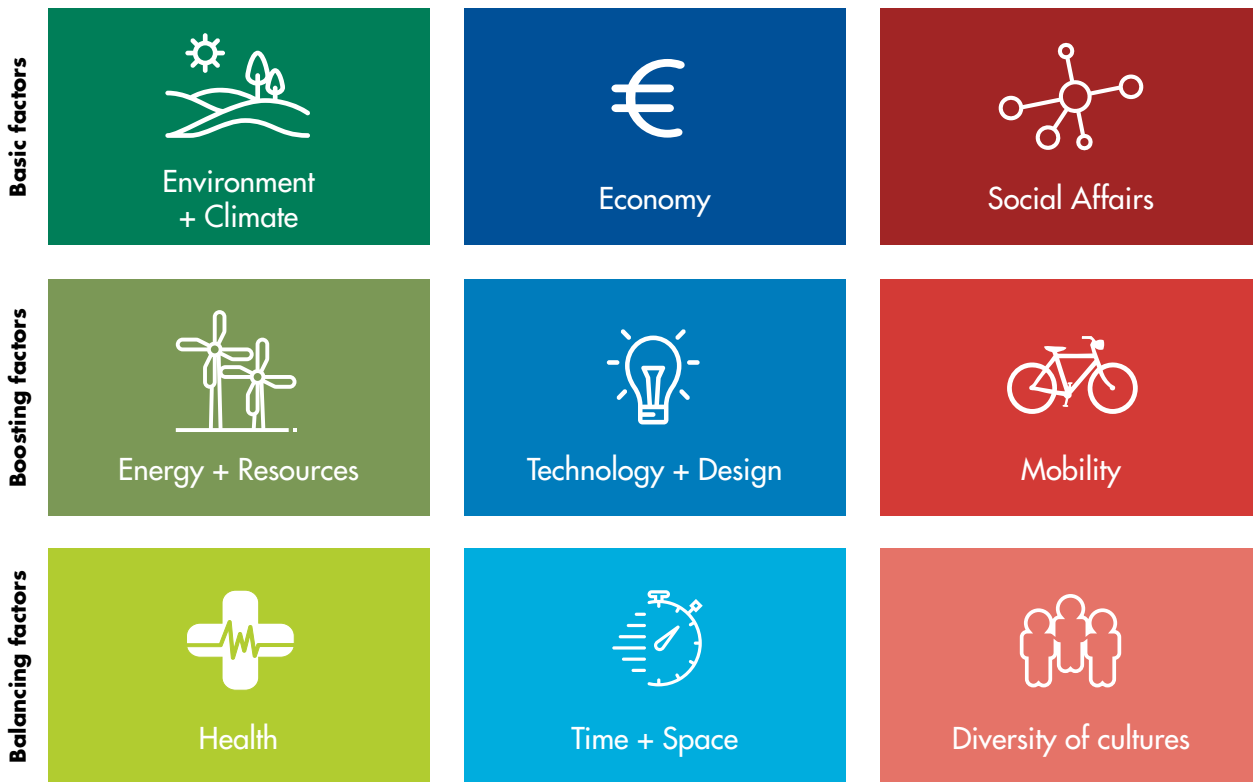 Basic factors
Environment
+ Climate
Economy
Social Affairs
Boosting factors
Energy + Resources
Technology + Design
Mobility
Balancing factors
Health
Time + Space
Diversity of cultures